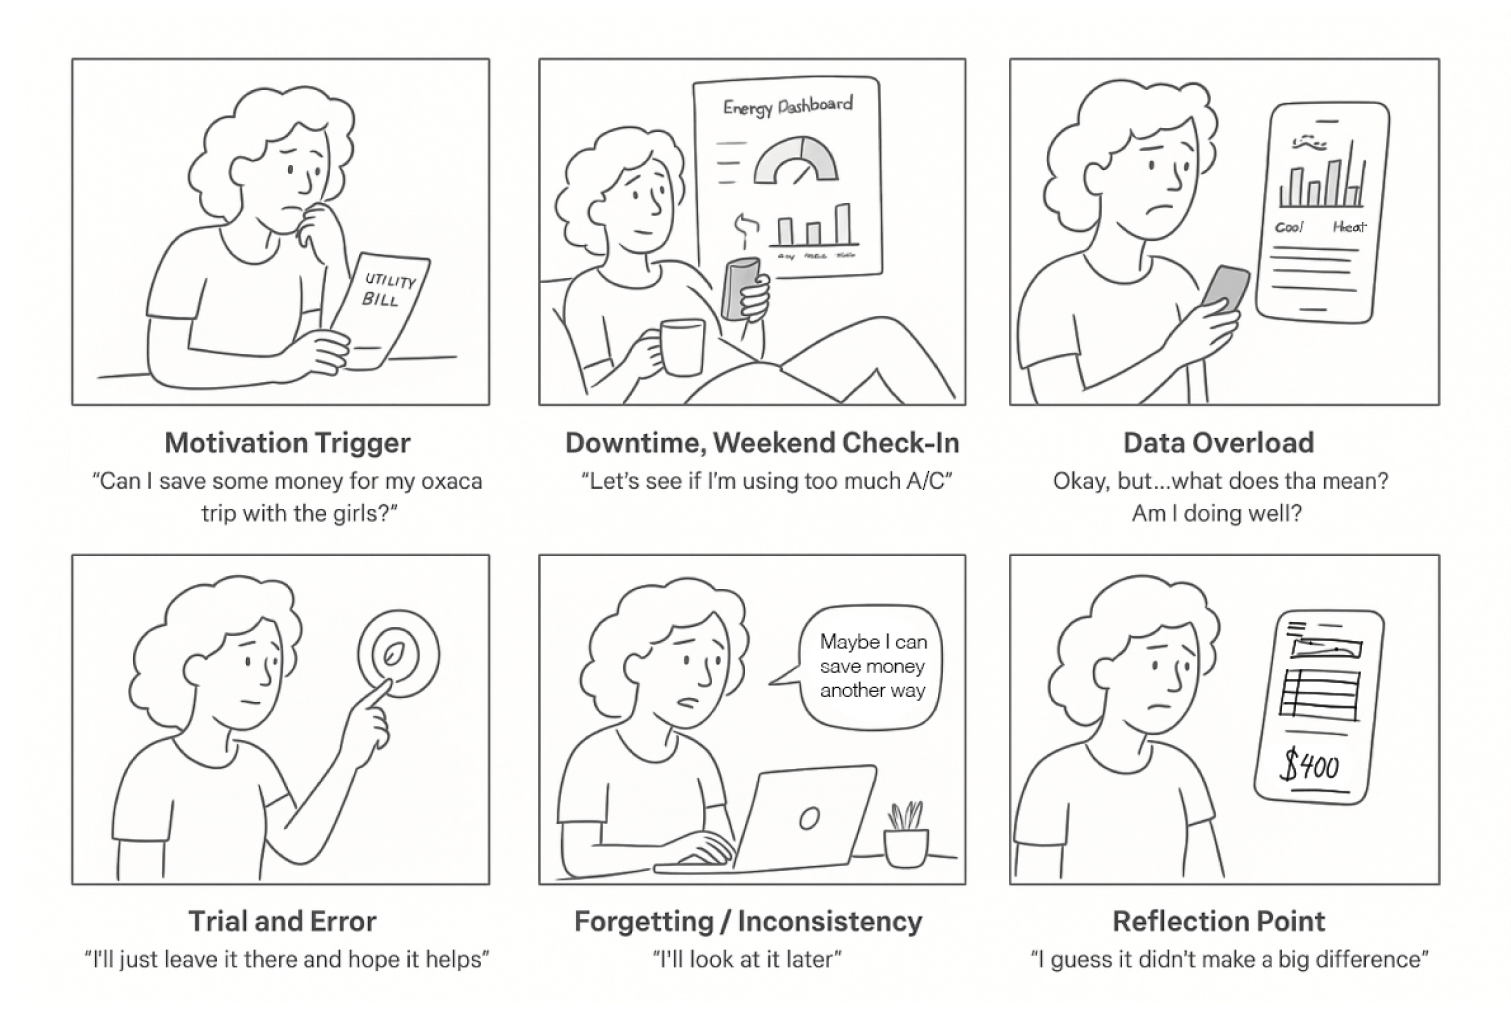 UTILITY
BILL
Motivation Trigger
“Can I save some money for my oxaca
trip with the girls?”
Energy Dashboard
Downtime, Weekend Check-In
“Let’s see if I’m using too much A/C”
Cool Heat
Data Overload
Okay, but...what does tha mean?
Am I doing well?
Trial and Error
“I'll just leave it there and hope it helps”
Maybe I can
save money
another way
Forgetting / Inconsistency
“I’ll look at it later”
$400
Reflection Point
“I guess it didn't make a big difference”